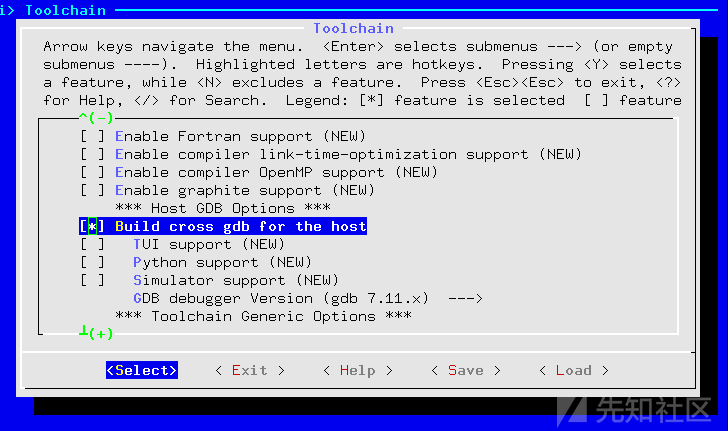 i> Toolchain
Toolchain
Arrow keys navigate the menu.  <Enter> selects submenus ---> (or empty
submenus ----).  Highlighted letters are hotkeys.  Pressing <Y> selects
a feature, while <N> excludes a feature.  Press <Esc><Esc> to exit, <?>
for Help, </> for Search.  Legend: [*] feature is selected  [ ] feature
^(-)
[ ] Enable Fortran support (NEW)
[ ] Enable compiler link-time-optimization support (NEW)
[ ] Enable compiler OpenMP support (NEW)
[ ] Enable graphite support (NEW)
*** Host GDB Options ***
[*] Build cross gdb for the host
[ ]   TUI support (NEW)
[ ]   Python support (NEW)
[ ]   Simulator support (NEW)
GDB debugger Version (gdb 7.11.x)  --->
*** Toolchain Generic Options ***
┴(+)
<Select>    < Exit >    < Help >    < Save >    < Load >
先知社区